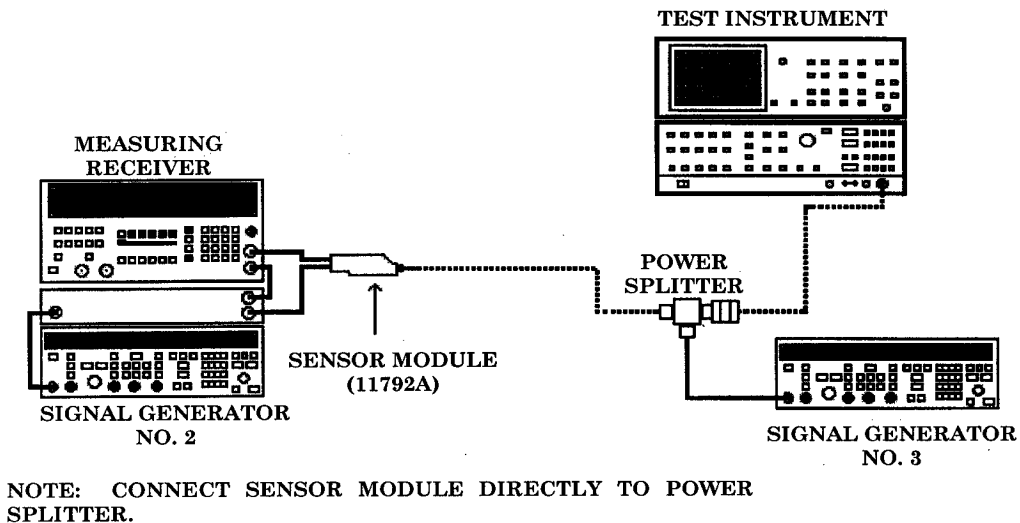 TEST INSTRUMENT
MEASURING
RECEIVER
POWER
SPLITTER
SENSOR MODULE
(11792A)
SIGNAL GENERATOR
NO. 2
SIGNAL GENERATOR
NO. 3
NOTE: CONNECT SENSOR MODULE DIRECTLY TO POWER
SPLITTER.